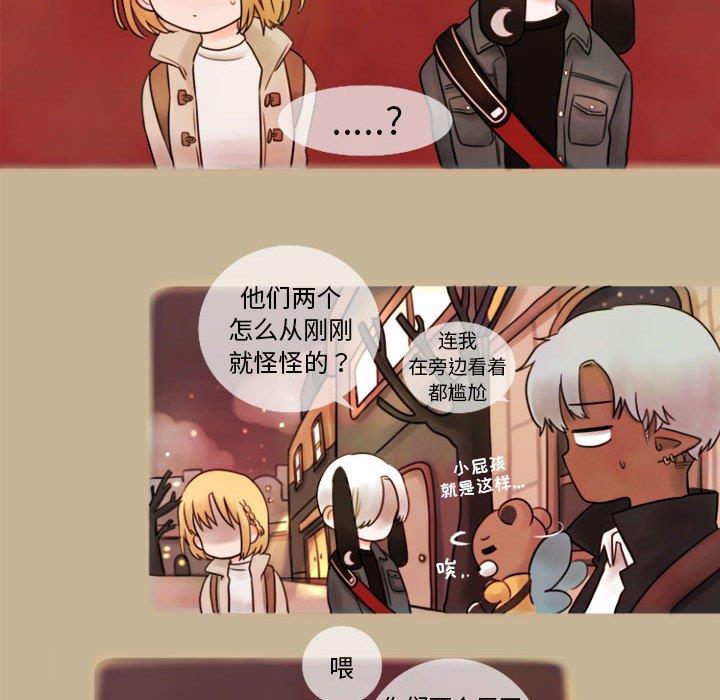 .....?
他们两个
怎么从刚刚
就怪怪的？
连我
在旁边看着
都尴尬
小屁孩
就是这样...
唉..
喂